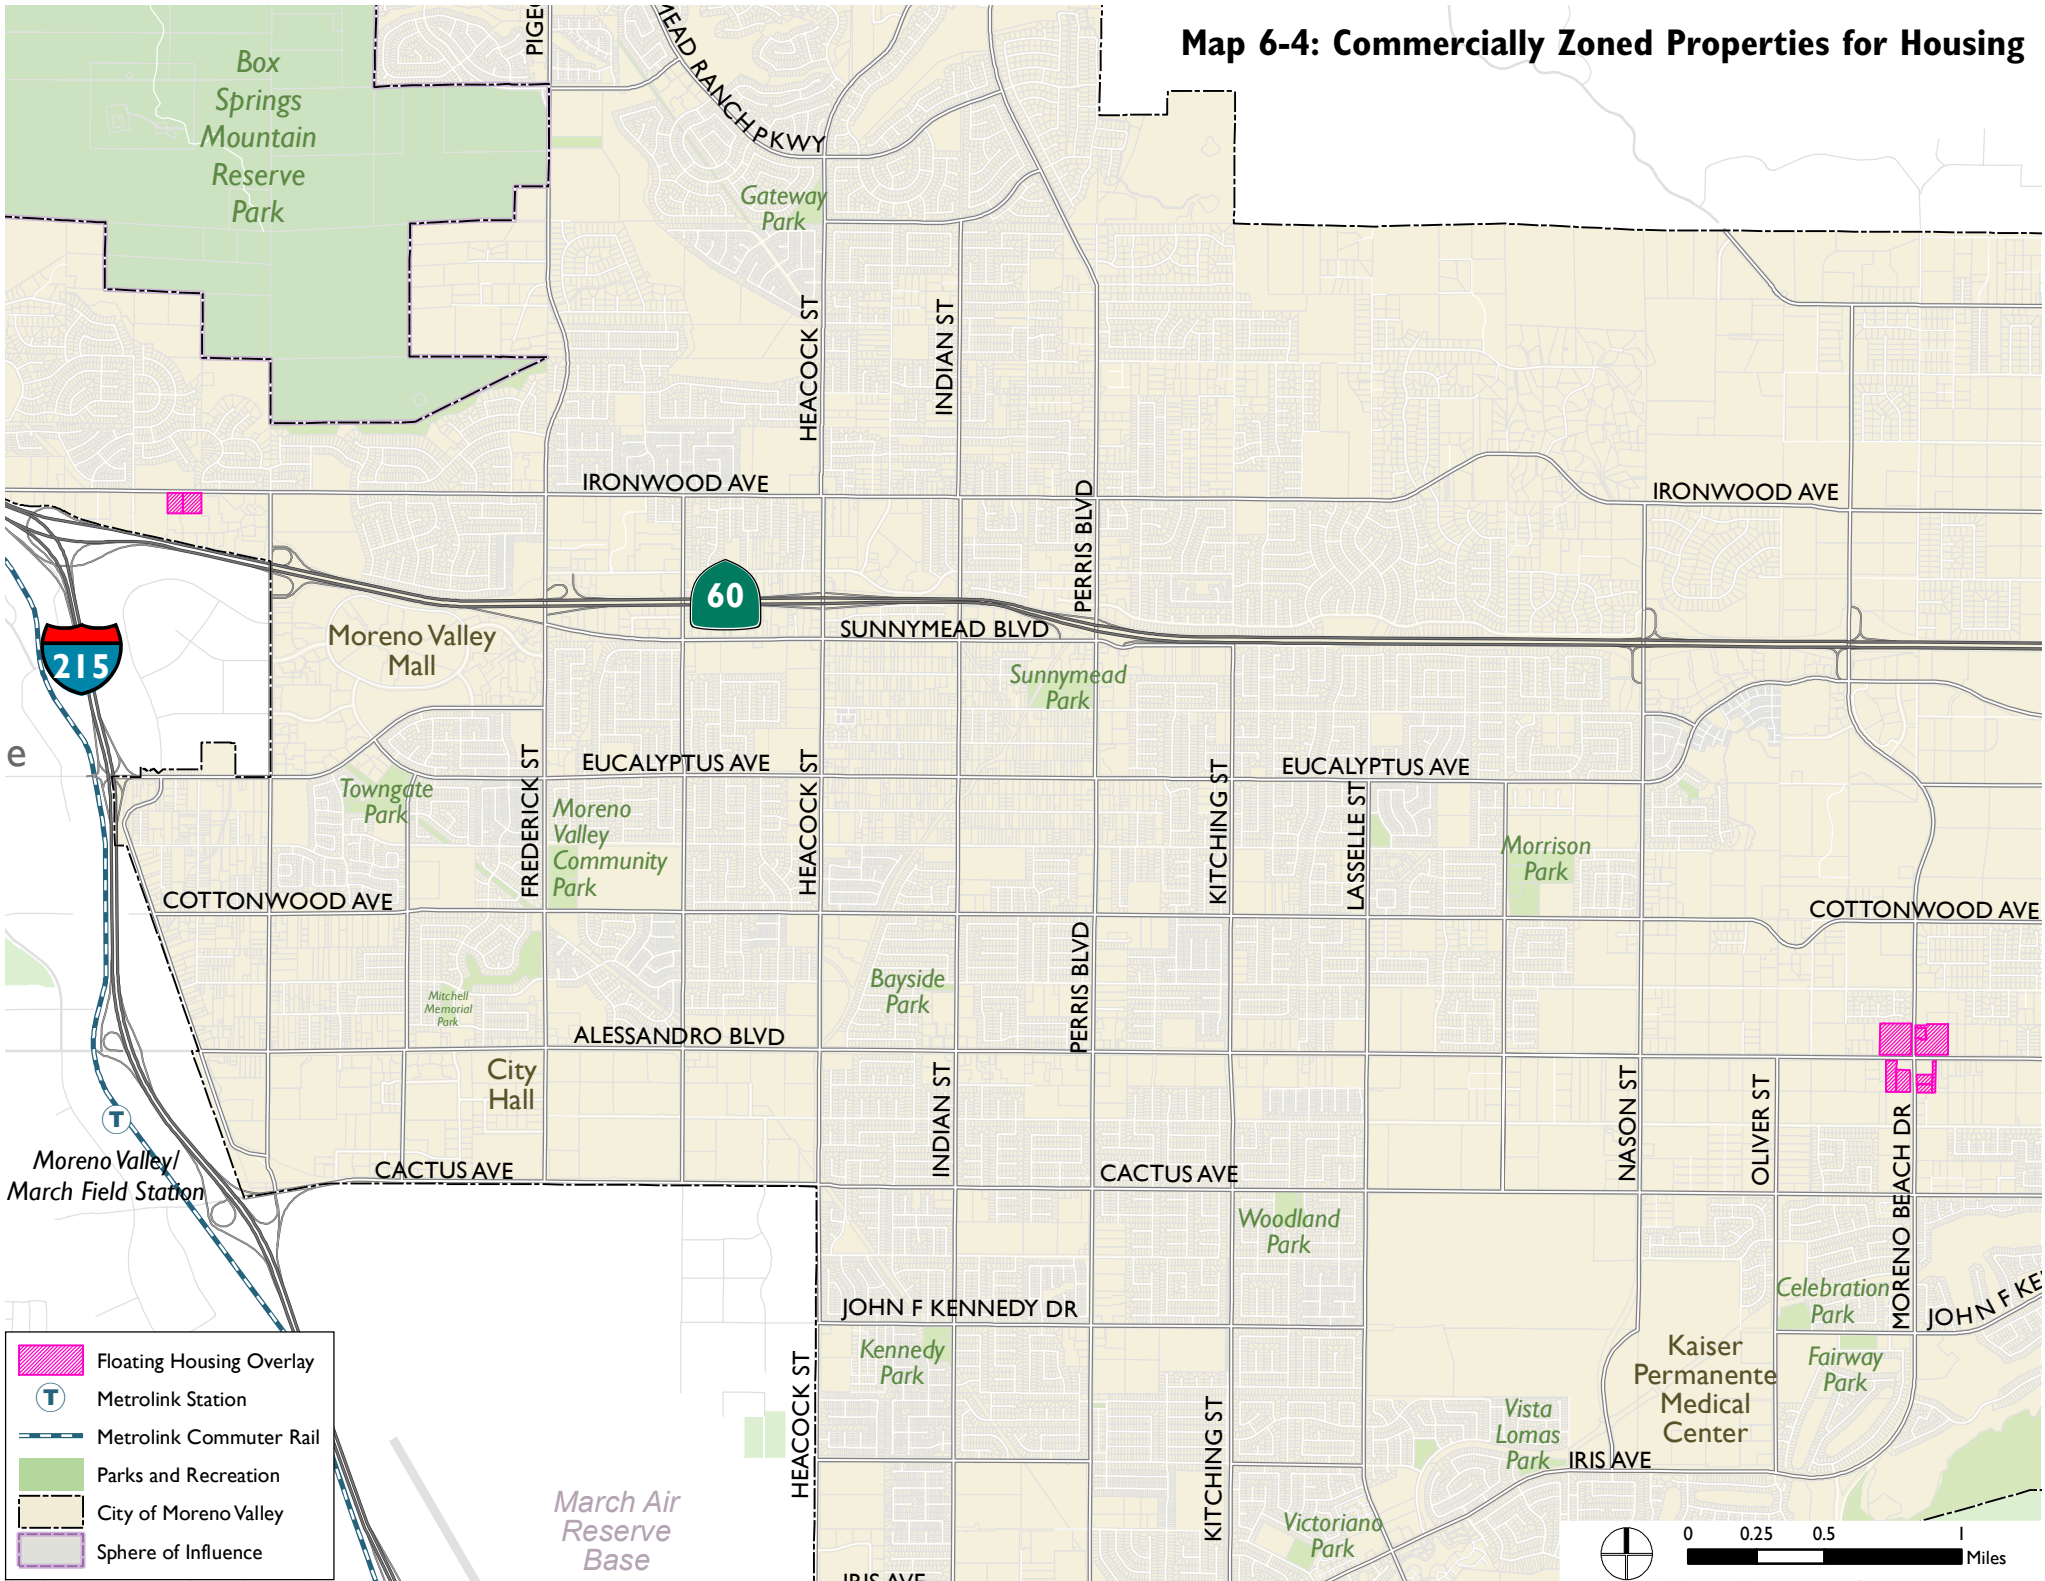 Map 6-4: Commercially Zoned Properties for Housing
Box
Springs
Mountain
Reserve
Park
MEAD RANCH PKWY
Gateway
Park
HEACOCK ST
INDIAN ST
IRONWOOD AVE
PERRIS BLVD
IRONWOOD AVE
60
215
Moreno Valley
Mall
SUNNYMEAD BLVD
Sunnymead
Park
e
EUCALYPTUS AVE
EUCALYPTUS AVE
Towngate
Park
FREDERICK ST
Moreno
Valley
Community
Park
HEACOCK ST
KITCHING ST
LASSELLE ST
Morrison
Park
COTTONWOOD AVE
COTTONWOOD AVE
Mitchell
Memorial
Park
Bayside
Park
PERRIS BLVD
ALESSANDRO BLVD
City
Hall
INDIAN ST
NASON ST
OLIVER ST
MORENO BEACH DR
T
Moreno Valley/
March Field Station
CACTUS AVE
CACTUS AVE
Woodland
Park
Celebration
Park
JOHN F KENNEDY DR
JOHN F KE
Kennedy
Park
HEACOCK ST
Kaiser
Permanente
Medical
Center
Fairway
Park
KITCHING ST
Vista
Lomas
Park
IRIS AVE
March Air
Reserve
Base
Victoriano
Park
IRIS AVE
Floating Housing Overlay
T
Metrolink Station
Metrolink Commuter Rail
Parks and Recreation
City of Moreno Valley
Sphere of Influence
0 0.25 0.5 1
Miles